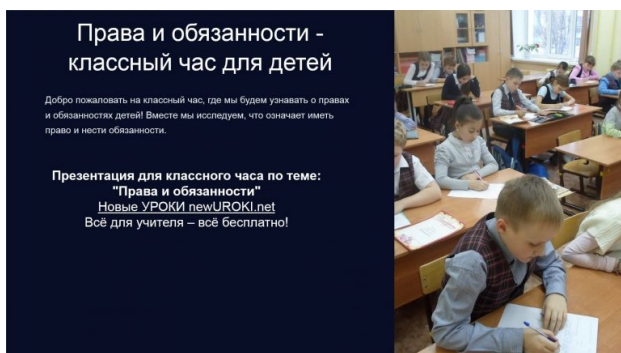 Права и обязанности -
классный час для детей
Добро пожаловать на классный час, где мы будем узнавать о правах
и обязанностях детей! Вместе мы исследуем, что означает иметь
право и нести обязанности.
Презентация для классного часа по теме:
"Права и обязанности"
Новые УРОКИ newUROKI.net
Всё для учителя – всё бесплатно!